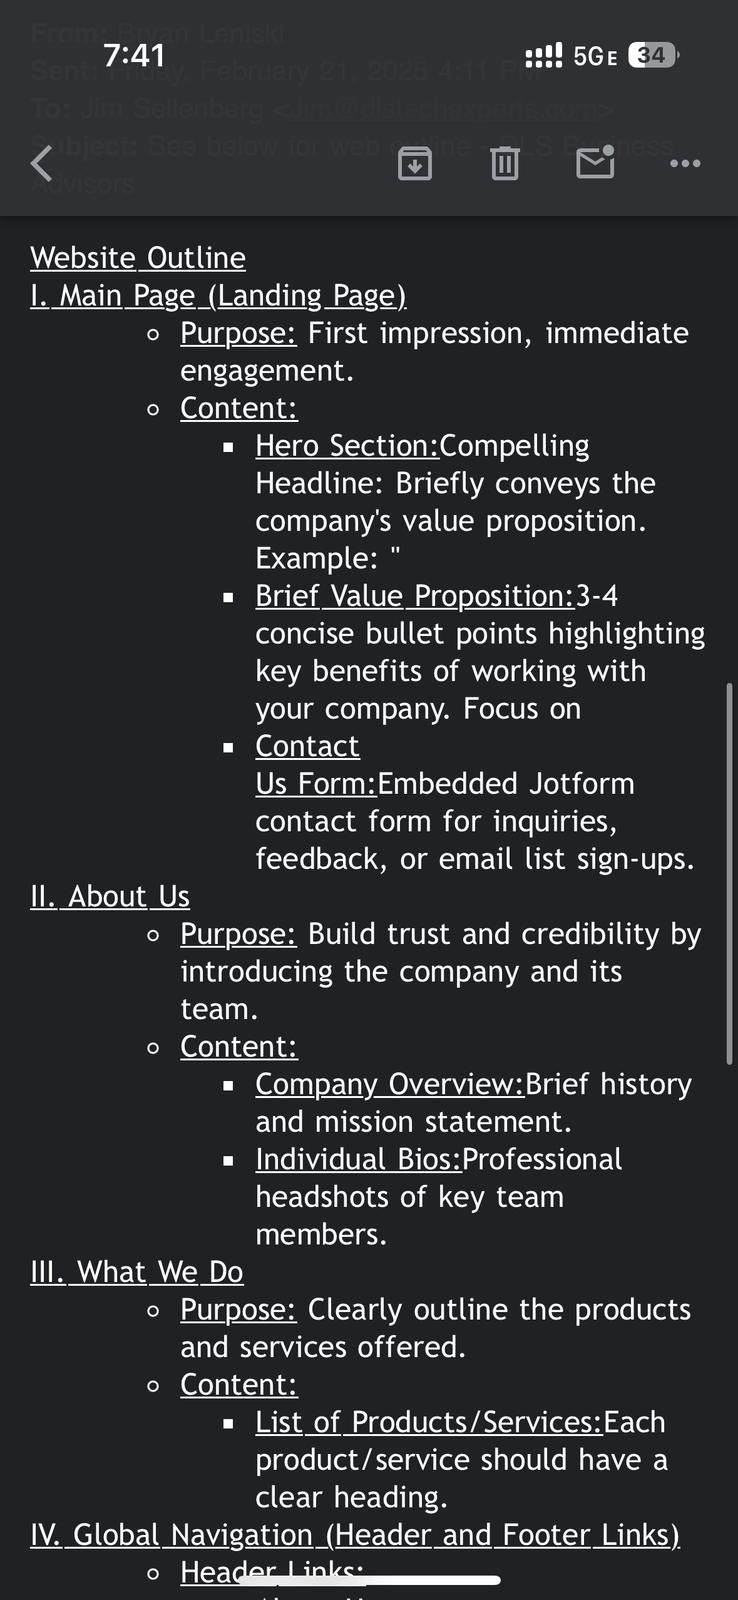 From: Bryan Leniski
7:41
5GE 34
Sent: Friday, February 21, 2025 4:11 PM
To: Jim Sellenberg <Jim@dlstechexperts.com>
Subject: See below for web outline - DLS Business
Advisors
Website Outline
I. Main Page (Landing Page)
Purpose: First impression, immediate
engagement.
Content:
Hero Section:Compelling
Headline: Briefly conveys the
company's value proposition.
Example: "
Brief Value Proposition:3-4
concise bullet points highlighting
key benefits of working with
your company. Focus on
Contact
Us Form:Embedded Jotform
contact form for inquiries,
feedback, or email list sign-ups.
II. About Us
Purpose: Build trust and credibility by
introducing the company and its
team.
Content:
Company Overview:Brief history
and mission statement.
Individual Bios:Professional
headshots of key team
members.
III. What We Do
Purpose: Clearly outline the products
and services offered.
Content:
List of Products/Services:Each
product/service should have a
clear heading.
IV. Global Navigation (Header and Footer Links)
Header Links: